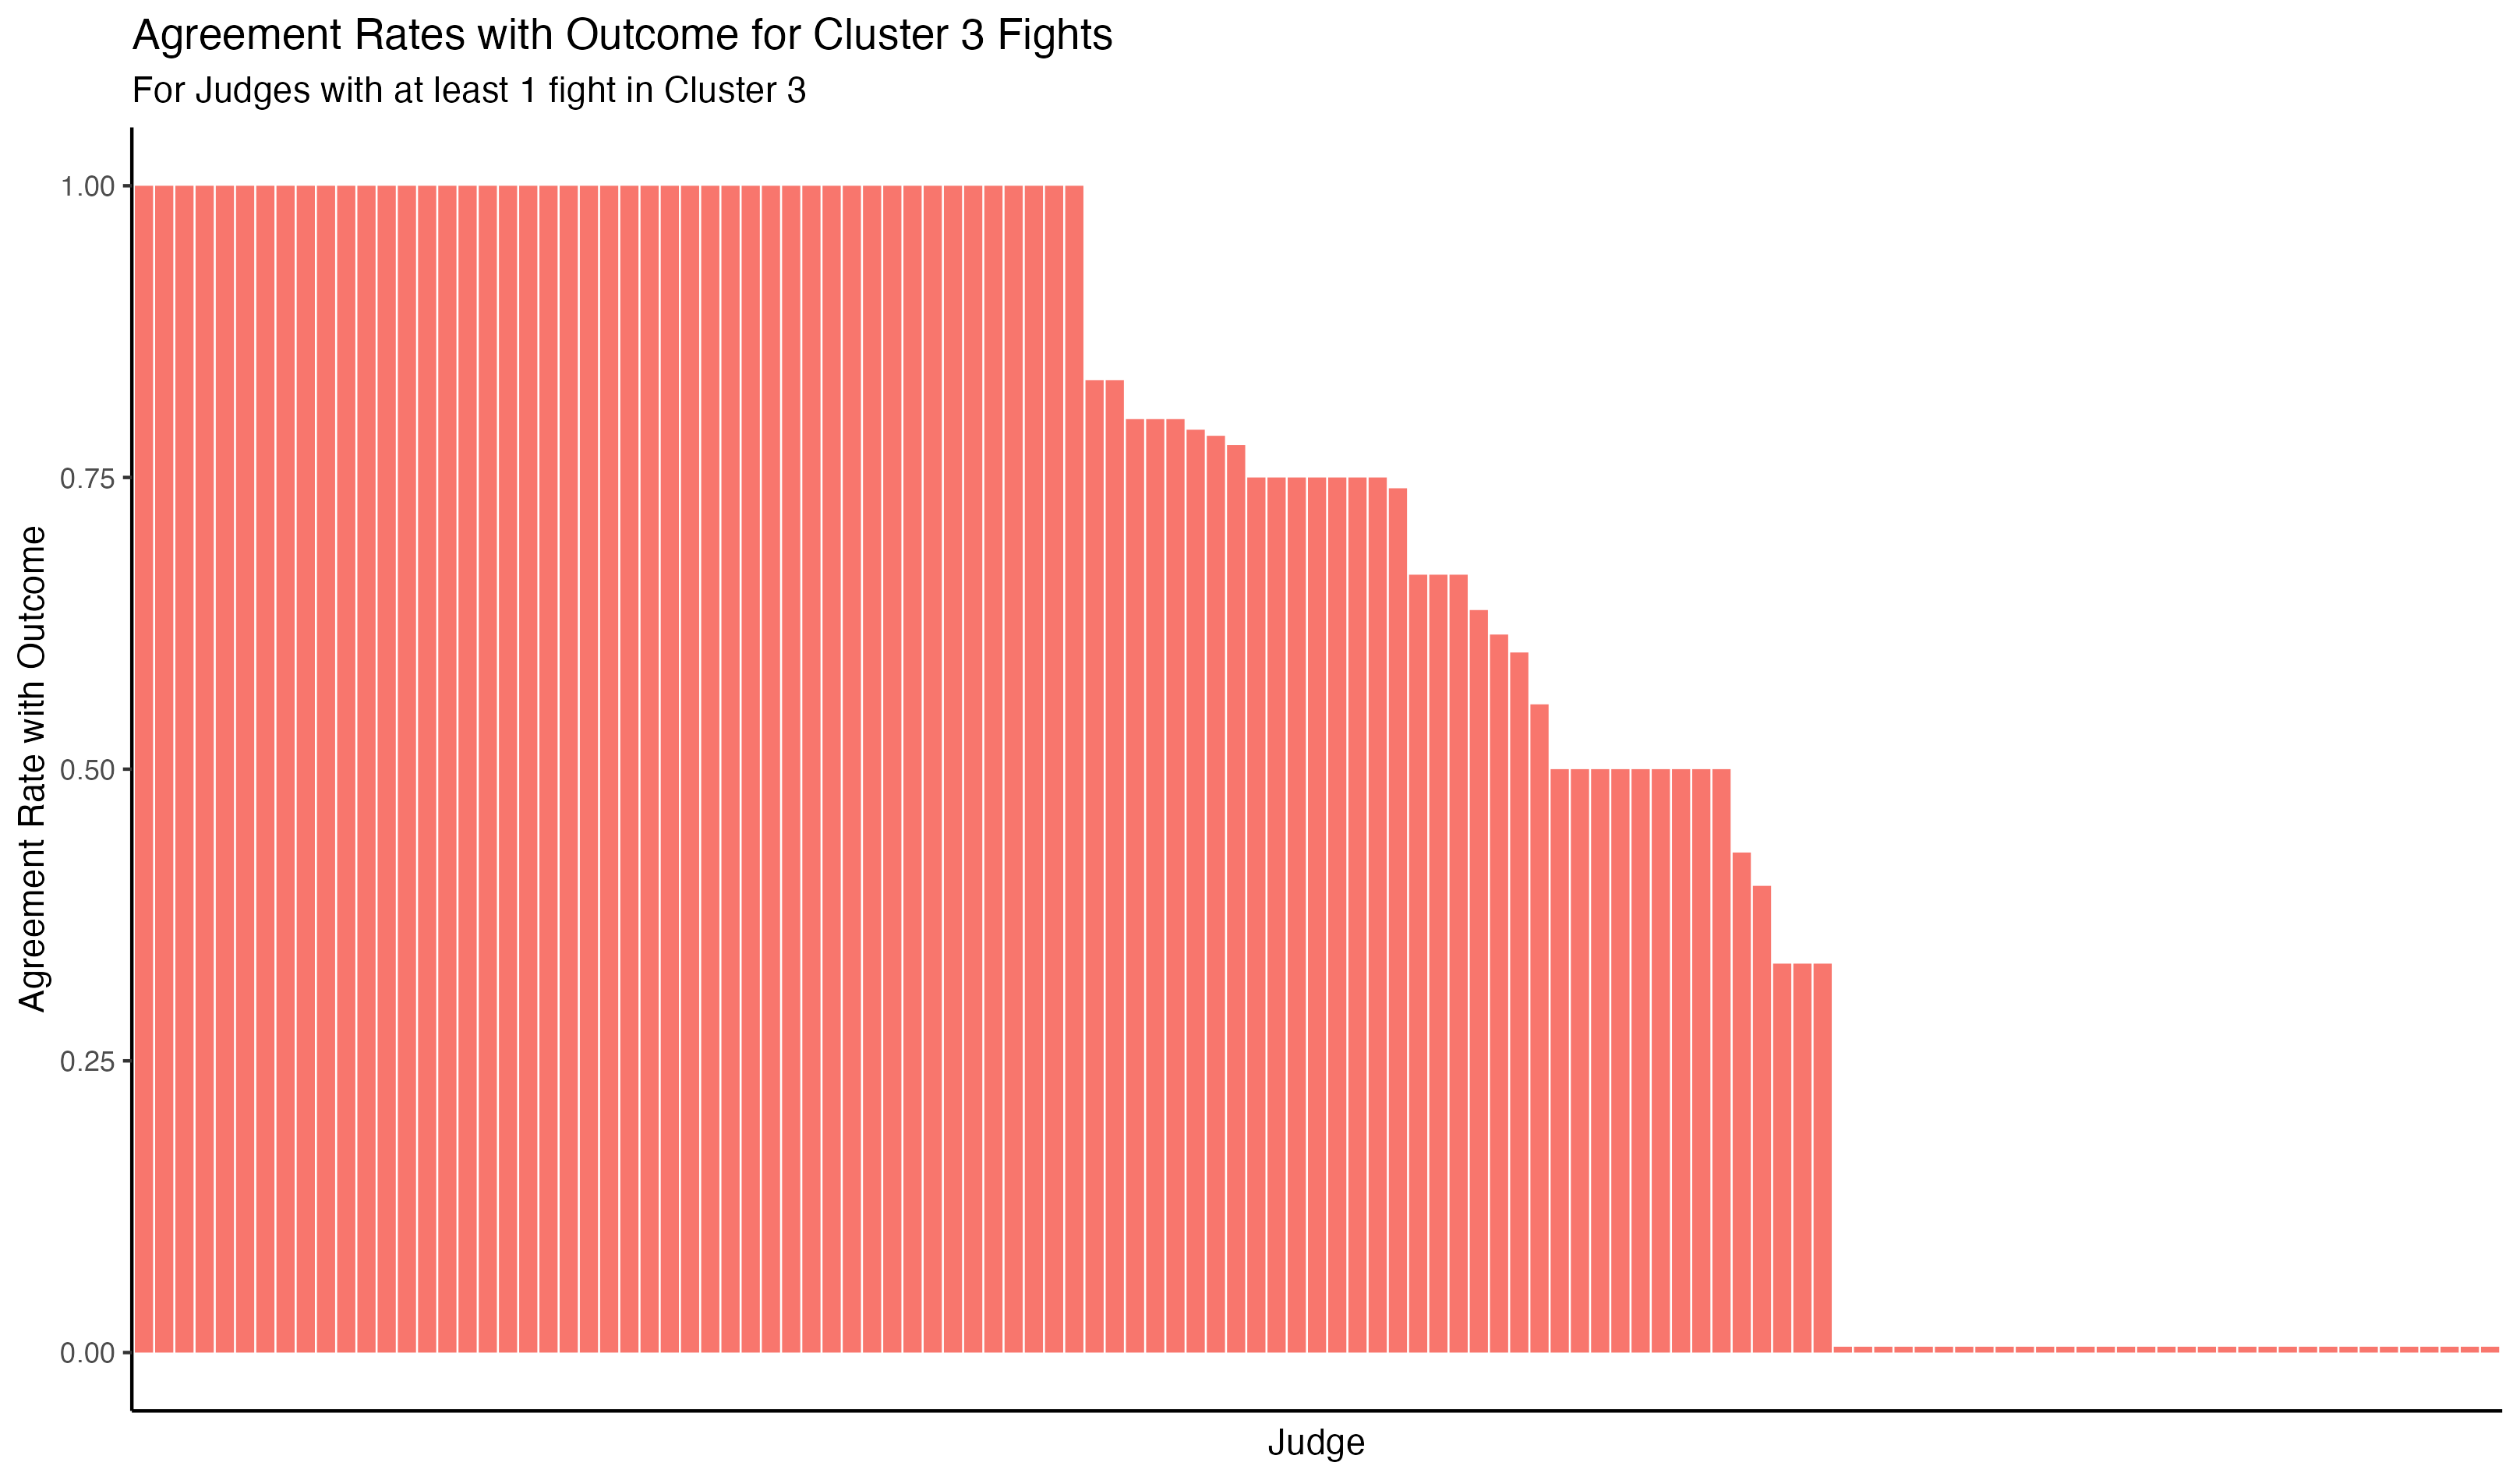 Agreement Rates with Outcome for Cluster 3 Fights
For Judges with at least 1 fight in Cluster 3
Agreement Rate with Outcome
1.00
0.75
0.50
0.25
0.00
Judge